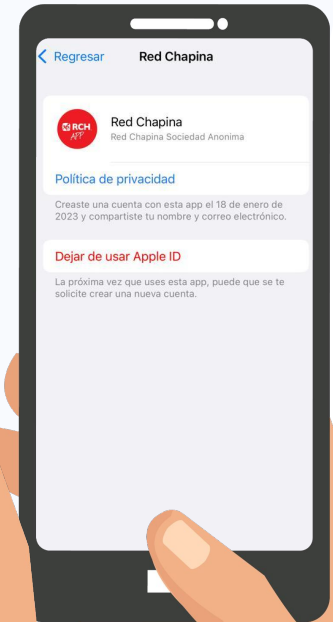 Regresar Red Chapina
RCH
APP
Red Chapina
Red Chapina Sociedad Anonima
Política de privacidad
Creaste una cuenta con esta app el 18 de enero de
2023 y compartiste tu nombre y correo electrónico.
Dejar de usar Apple ID
La próxima vez que uses esta app, puede que se te
solicite crear una nueva cuenta.